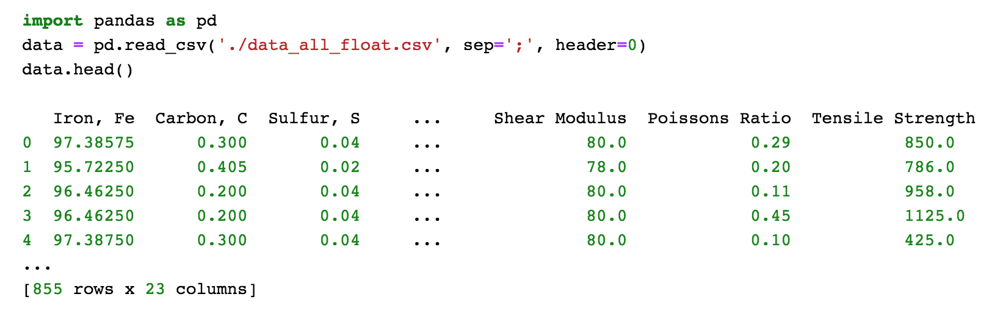 import pandas as pd
data = pd.read_csv('./data_all_float.csv', sep=';', header=0)
data.head()
Iron, Fe  Carbon, C  Sulfur, S  ...  Shear Modulus  Poissons Ratio  Tensile Strength
0  97.38575  0.300  0.04  ...  80.0  0.29  850.0
1  95.72250  0.405  0.02  ...  78.0  0.20  786.0
2  96.46250  0.200  0.04  ...  80.0  0.11  958.0
3  96.46250  0.200  0.04  ...  80.0  0.45  1125.0
4  97.38750  0.300  0.04  ...  80.0  0.10  425.0
...
[855 rows x 23 columns]